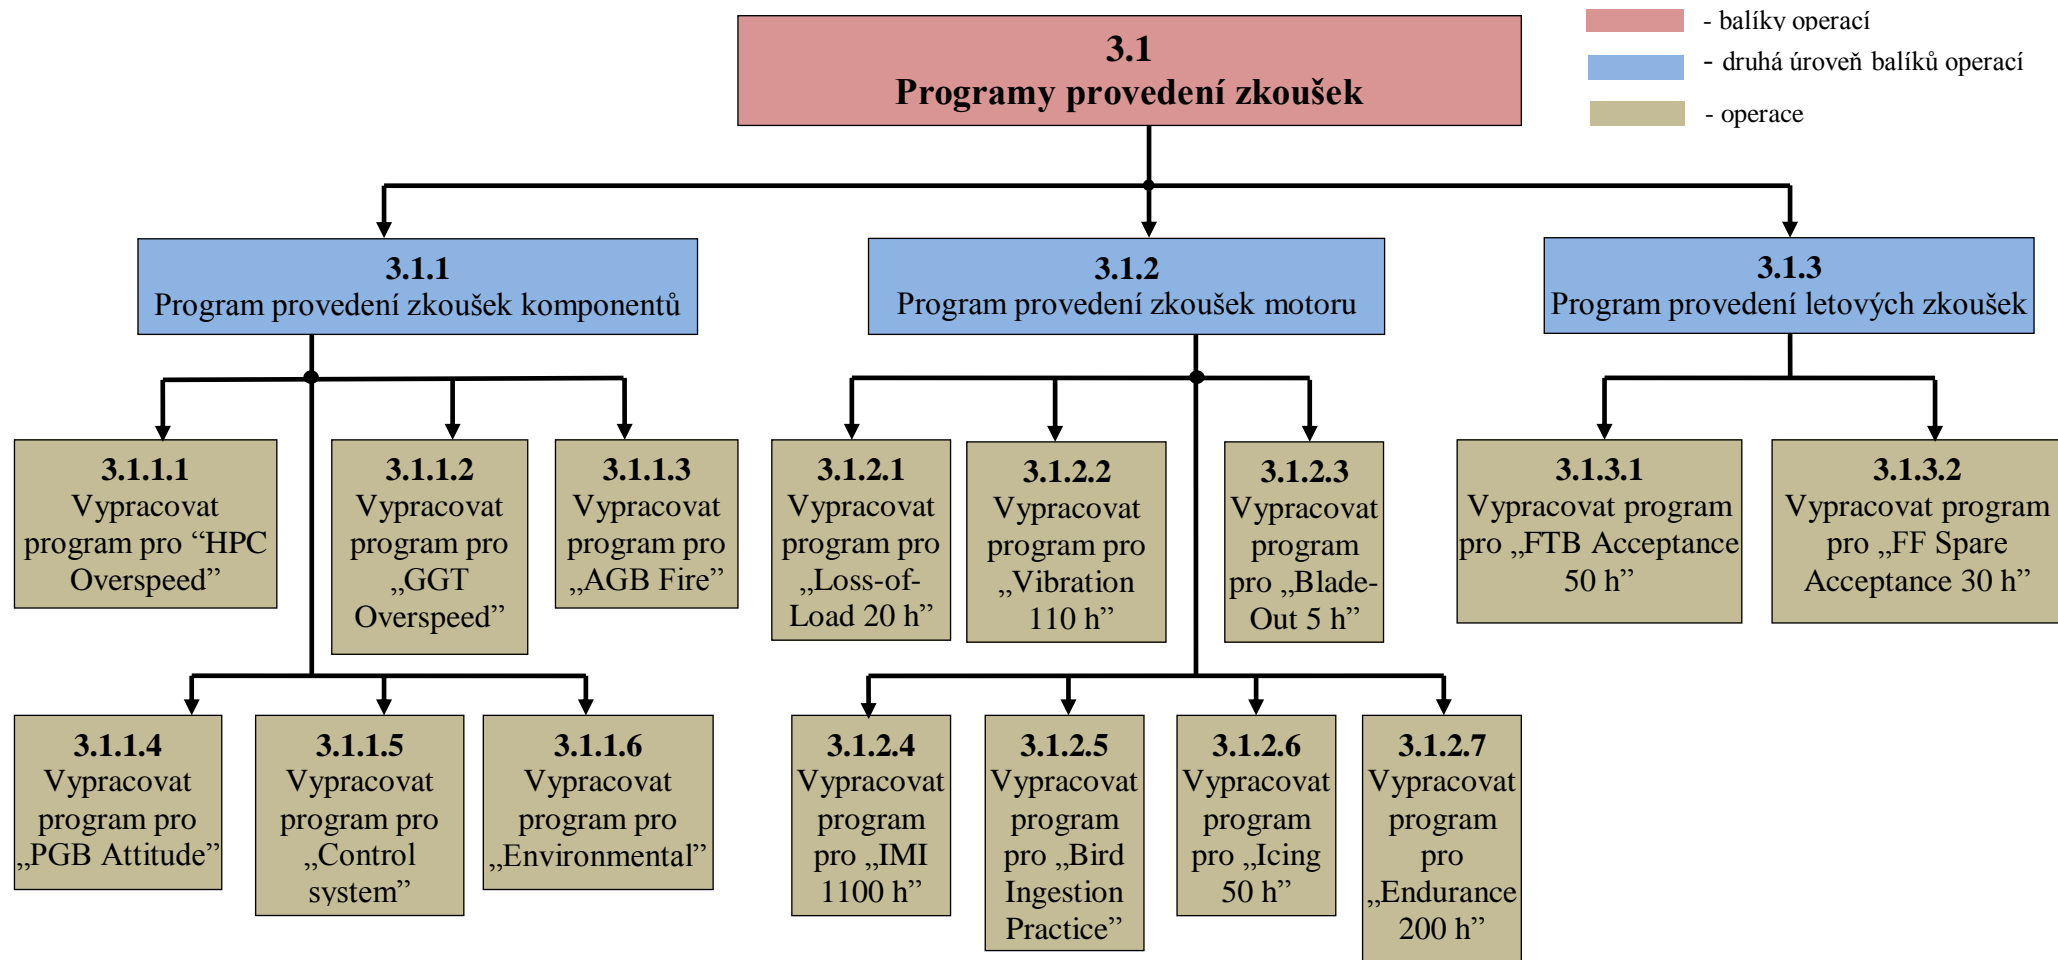 - balíky operací
- druhá úroveň balíků operací
- operace
3.1
Programy provedení zkoušek
3.1.1
Program provedení zkoušek komponentů
3.1.2
Program provedení zkoušek motoru
3.1.3
Program provedení letových zkoušek
3.1.1.1
Vypracovat
program pro “HPC
Overspeed”
3.1.1.2
Vypracovat
program pro
„GGT
Overspeed”
3.1.1.3
Vypracovat
program pro
„AGB Fire”
3.1.2.1
Vypracovat
program pro
„Loss-of-
Load 20 h”
3.1.2.2
Vypracovat
program pro
„Vibration
110 h”
3.1.2.3
Vypracovat
program
pro „Blade-
Out 5 h”
3.1.3.1
Vypracovat program
pro „FTB Acceptance
50 h”
3.1.3.2
Vypracovat program
pro „FF Spare
Acceptance 30 h”
3.1.1.4
Vypracovat
program pro
„PGB Attitude”
3.1.1.5
Vypracovat
program pro
„Control
system”
3.1.1.6
Vypracovat
program pro
„Environmental”
3.1.2.4
Vypracovat
program
pro „IMI
1100 h”
3.1.2.5
Vypracovat
program
pro „Bird
Ingestion
Practice”
3.1.2.6
Vypracovat
program
pro „Icing
50 h”
3.1.2.7
Vypracovat
program
pro
„Endurance
200 h”